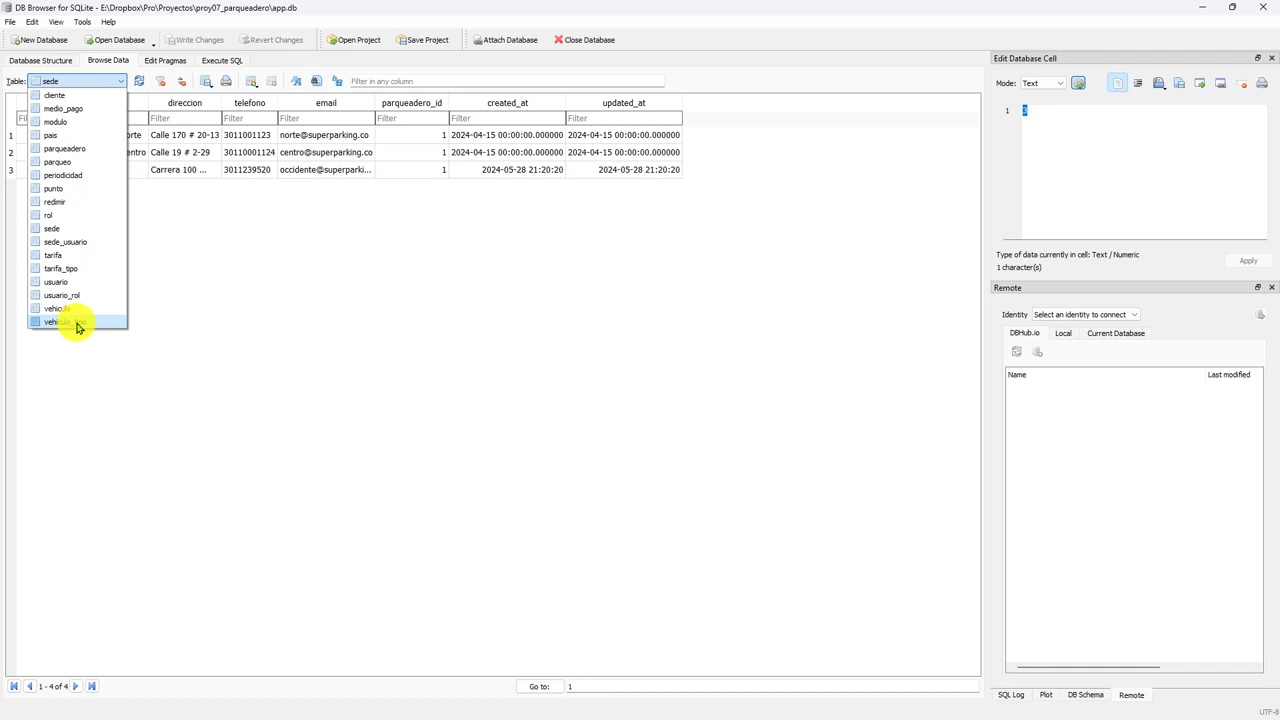 DB Browser for SQLite - E:\Dropbox\Pro\Proyectos\proy07_parqueadero\app.db
File Edit View Tools Help
New Database Open Database Write Changes Revert Changes Open Project Save Project Attach Database Close Database
Database Structure Browse Data Edit Pragmas Execute SQL
Table: sede Filter in any column
cliente
medio_pago
modulo
pais
parqueadero
parqueo
periodicidad
punto
redimir
rol
sede
sede_usuario
tarifa
tarifa_tipo
usuario
usuario_rol
vehiculo
vehiculo_tipo
direccion telefono email parqueadero_id created_at updated_at
Filter Filter Filter Filter Filter Filter
1 orte Calle 170 # 20-13 3011001123 norte@superparking.co 1 2024-04-15 00:00:00.000000 2024-04-15 00:00:00.000000
2 entro Calle 19 # 2-29 30110001124 centro@superparking.co 1 2024-04-15 00:00:00.000000 2024-04-15 00:00:00.000000
3 Carrera 100 ... 3011239520 occidente@superparki... 1 2024-05-28 21:20:20 2024-05-28 21:20:20
1 - 4 of 4 Go to: 1
Edit Database Cell
Mode: Text
1 3
Type of data currently in cell: Text / Numeric
1 character(s)
Apply
Remote
Identity Select an identity to connect
DBHub.io Local Current Database
Name Last modified
SQL Log Plot DB Schema Remote
UTF-8